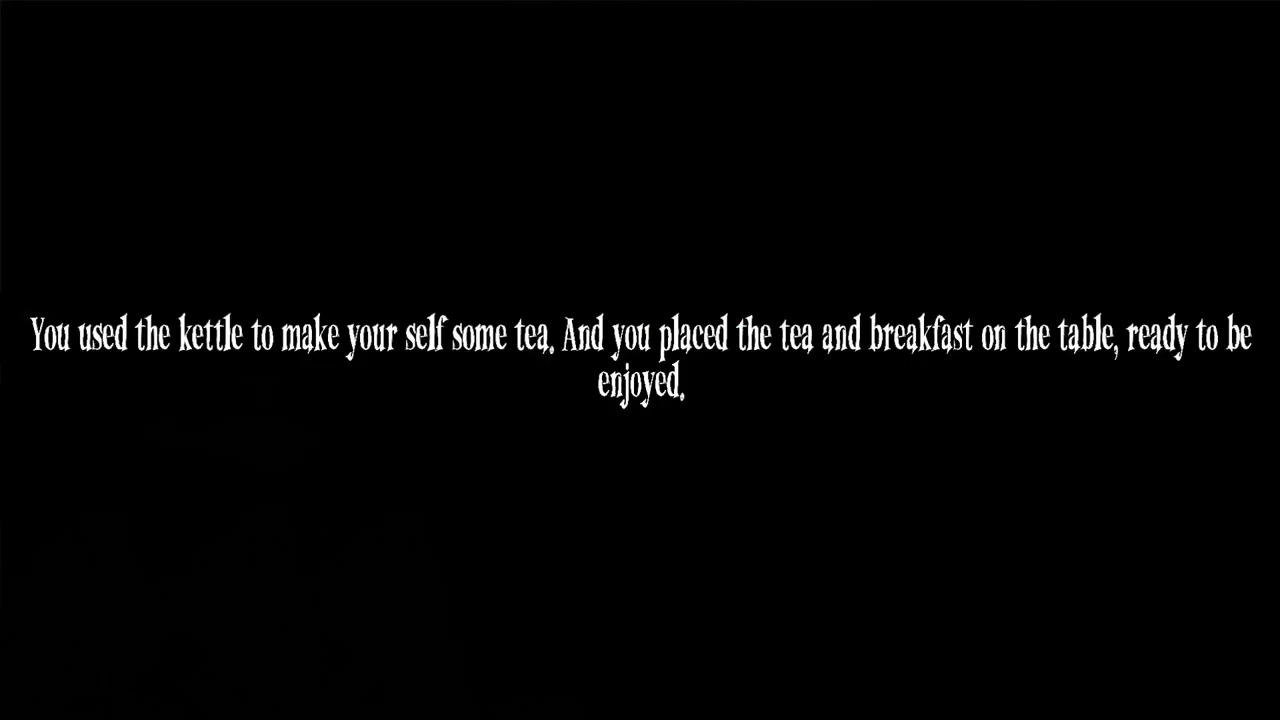 You used the kettle to make your self some tea. And you placed the tea and breakfast on the table, ready to be
enjoyed.